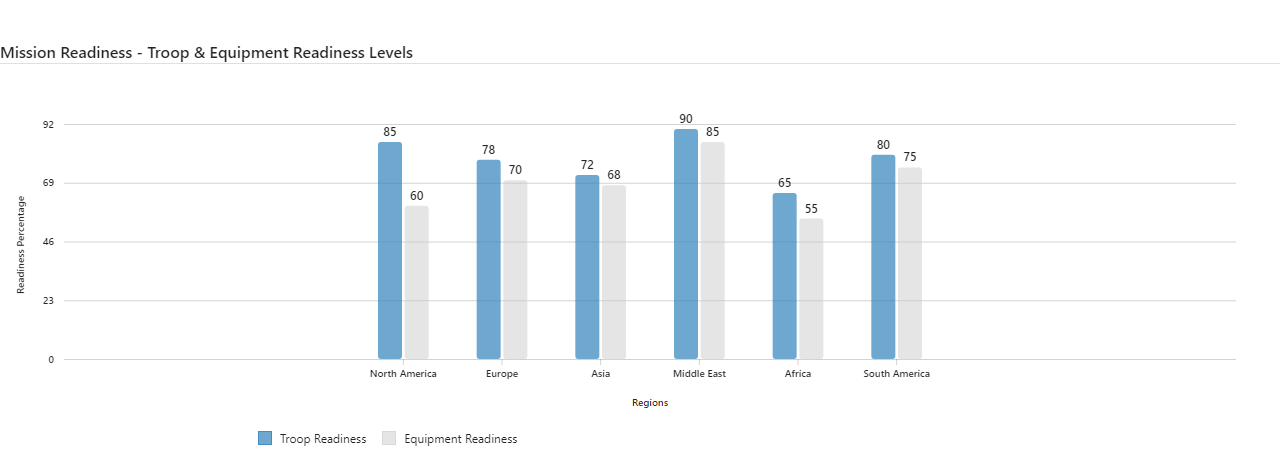 Mission Readiness - Troop & Equipment Readiness Levels
92
69
46
23
0
Readiness Percentage
85
60
78
70
72
68
90
85
65
55
80
75
North America
Europe
Asia
Middle East
Africa
South America
Regions
Troop Readiness
Equipment Readiness